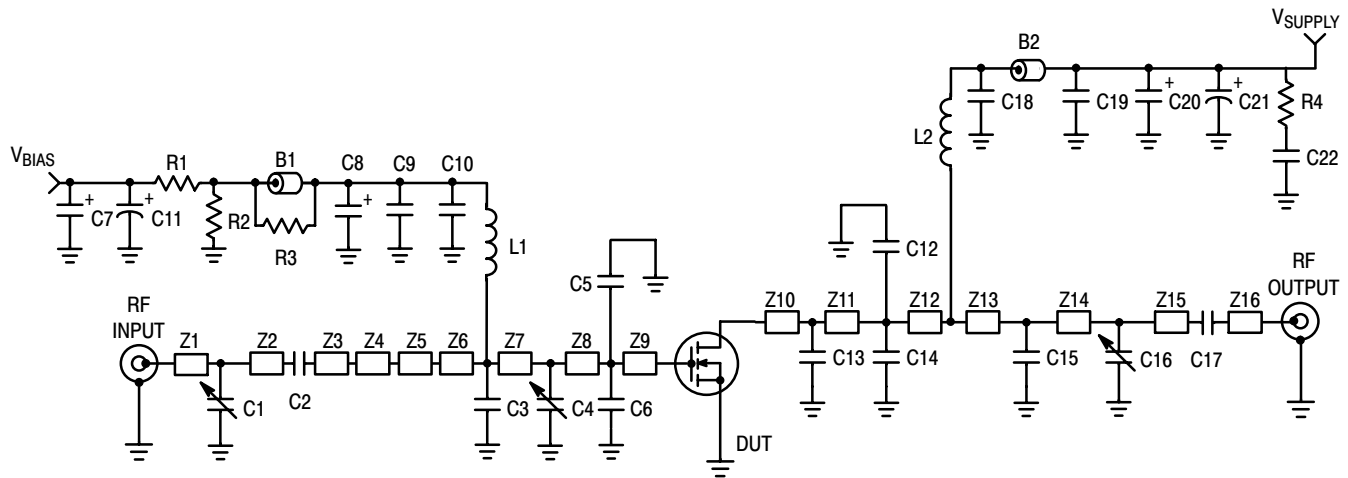 V_SUPPLY
B2
+
+
C18
C19
C20
C21
R4
L2
C22
V_BIAS
R1
B1
C8
C9
C10
+
+
+
C7
C11
R2
R3
L1
C12
C5
RF
INPUT
RF
OUTPUT
Z1
Z2
Z3
Z4
Z5
Z6
Z7
Z8
Z9
Z10
Z11
Z12
Z13
Z14
Z15
Z16
C1
C2
C3
C4
C6
C13
C14
C15
C16
C17
DUT